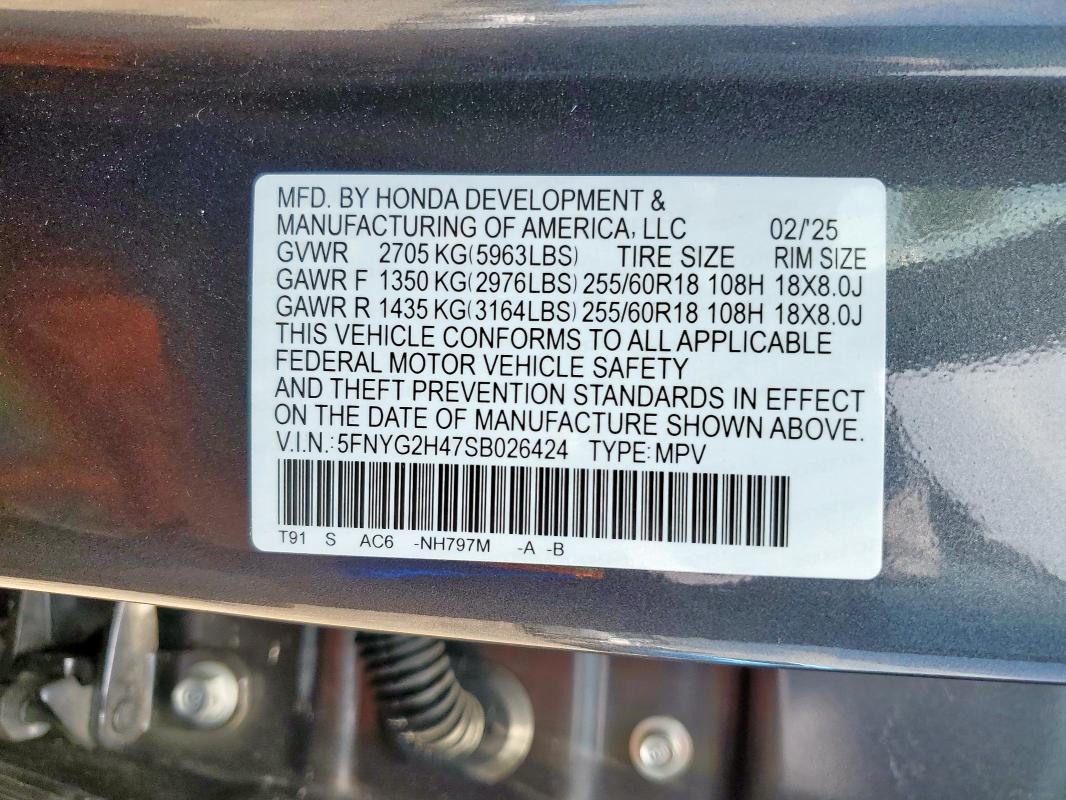 MFD. BY HONDA DEVELOPMENT &
MANUFACTURING OF AMERICA, LLC 02/'25
GVWR 2705 KG(5963LBS) TIRE SIZE RIM SIZE
GAWR F 1350 KG(2976LBS) 255/60R18 108H 18X8.0J
GAWR R 1435 KG(3164LBS) 255/60R18 108H 18X8.0J
THIS VEHICLE CONFORMS TO ALL APPLICABLE
FEDERAL MOTOR VEHICLE SAFETY
AND THEFT PREVENTION STANDARDS IN EFFECT
ON THE DATE OF MANUFACTURE SHOWN ABOVE.
V.I.N.:5FNYG2H47SB026424 TYPE:MPV
T91 S AC6 -NH797M -A -B